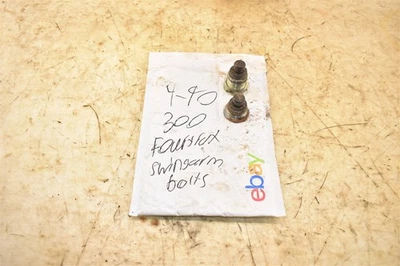 4-90
300
Fourtrax
swingarm
bolts
ebay